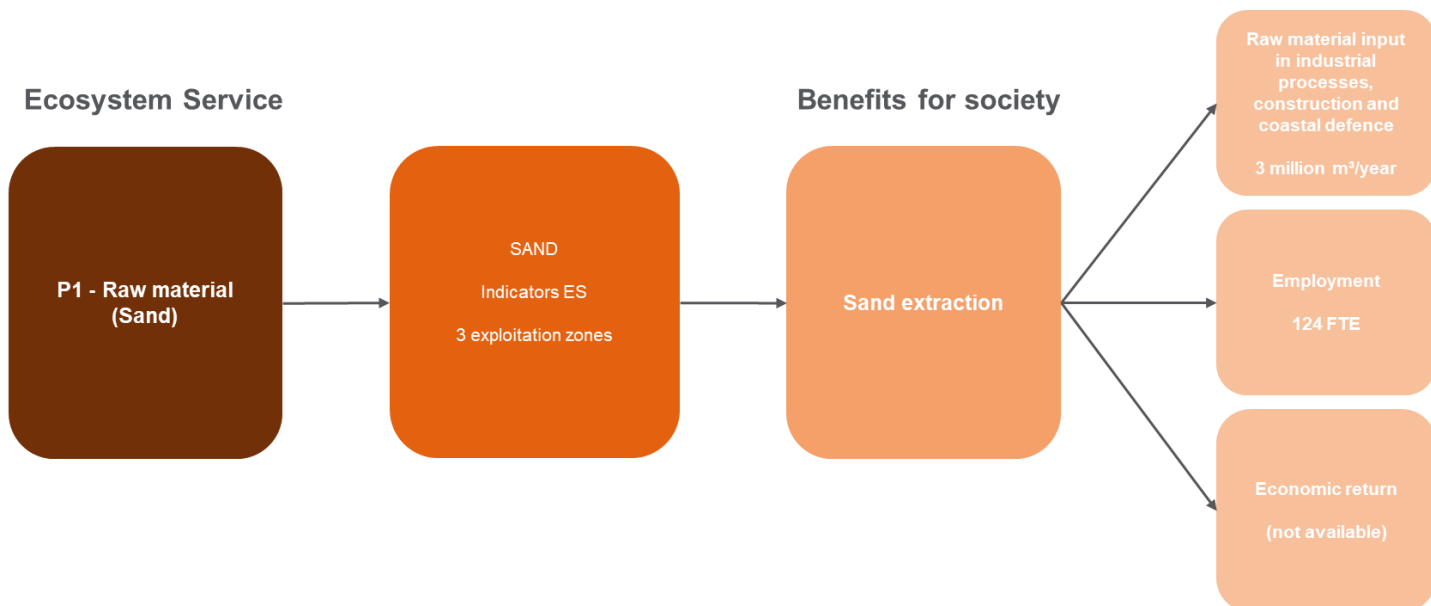 Ecosystem Service
P1 - Raw material
(Sand)
SAND
Indicators ES
3 exploitation zones
Benefits for society
Sand extraction
Raw material input
in industrial
processes,
construction and
coastal defence
3 million m³/year
Employment
124 FTE
Economic return
(not available)